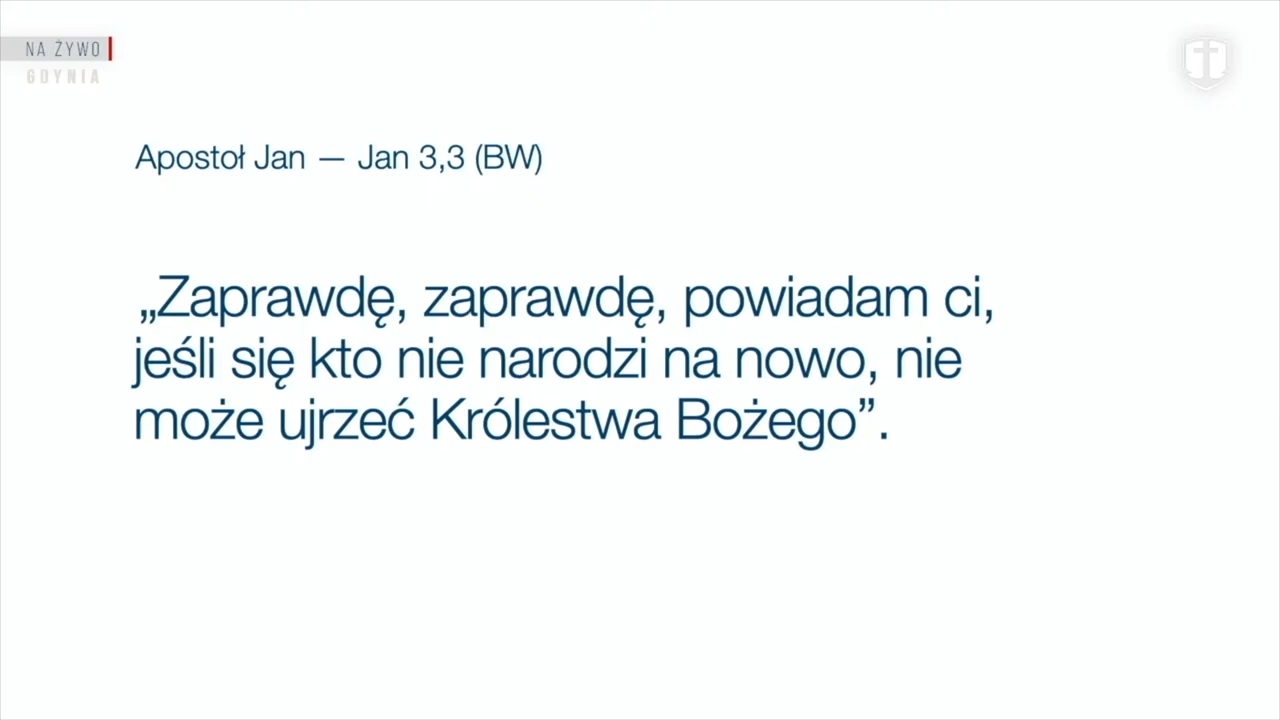 NA ŻYWO
GDYNIA
Apostoł Jan — Jan 3,3 (BW)
„Zaprawdę, zaprawdę, powiadam ci,
jeśli się kto nie narodzi na nowo, nie
może ujrzeć Królestwa Bożego”.